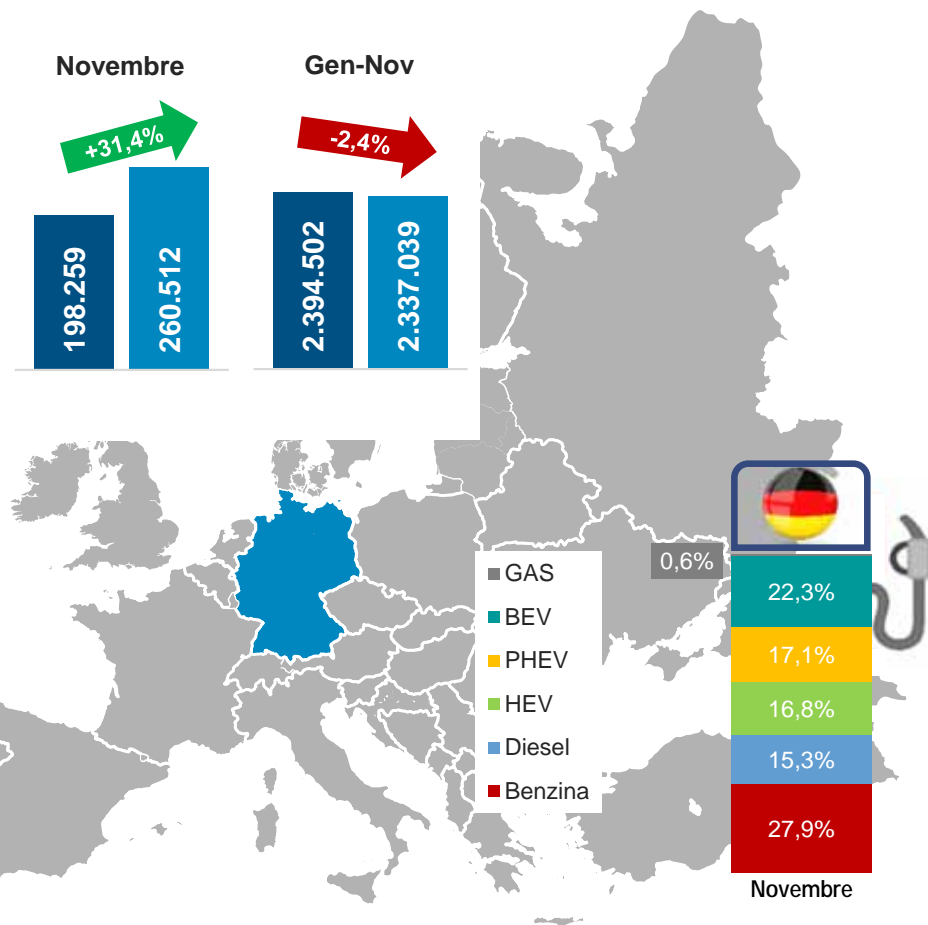 Novembre
Gen-Nov
+31,4%
-2,4%
198.259
260.512
2.394.502
2.337.039
GAS
BEV
PHEV
HEV
Diesel
Benzina
0,6%
22,3%
17,1%
16,8%
15,3%
27,9%
Novembre